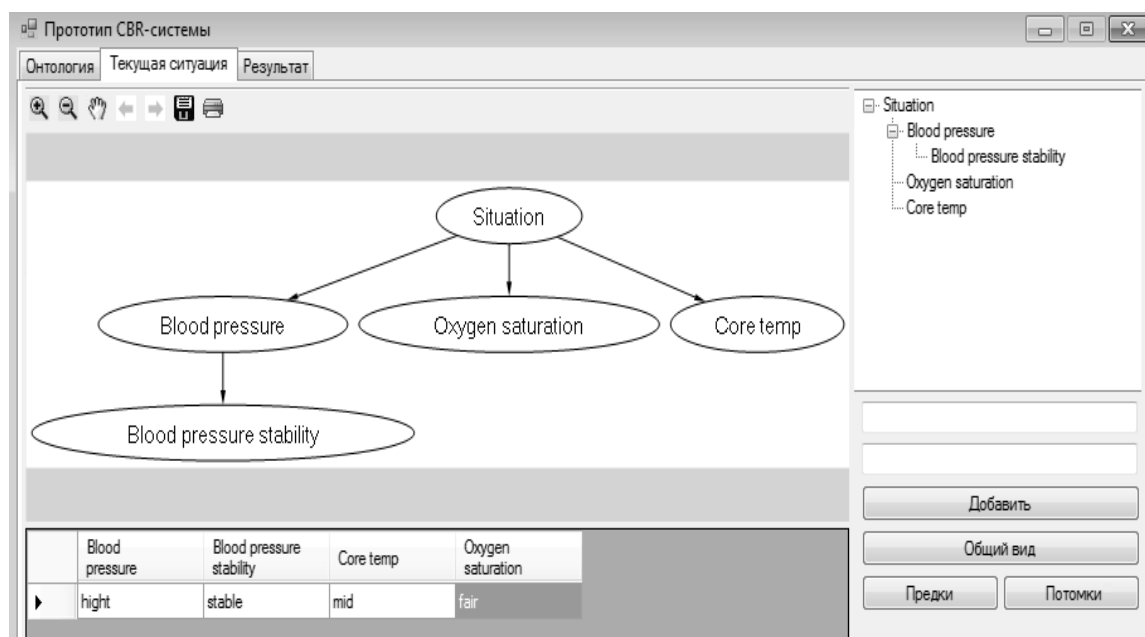 Прототип CBR-системы
Онтология Текущая ситуация Результат
Situation
Blood pressure Oxygen saturation Core temp
Blood pressure stability
Situation
Blood pressure
Blood pressure stability
Oxygen saturation
Core temp
Добавить
Общий вид
Предки Потомки
Blood pressure Blood pressure stability Core temp Oxygen saturation
hight stable mid fair